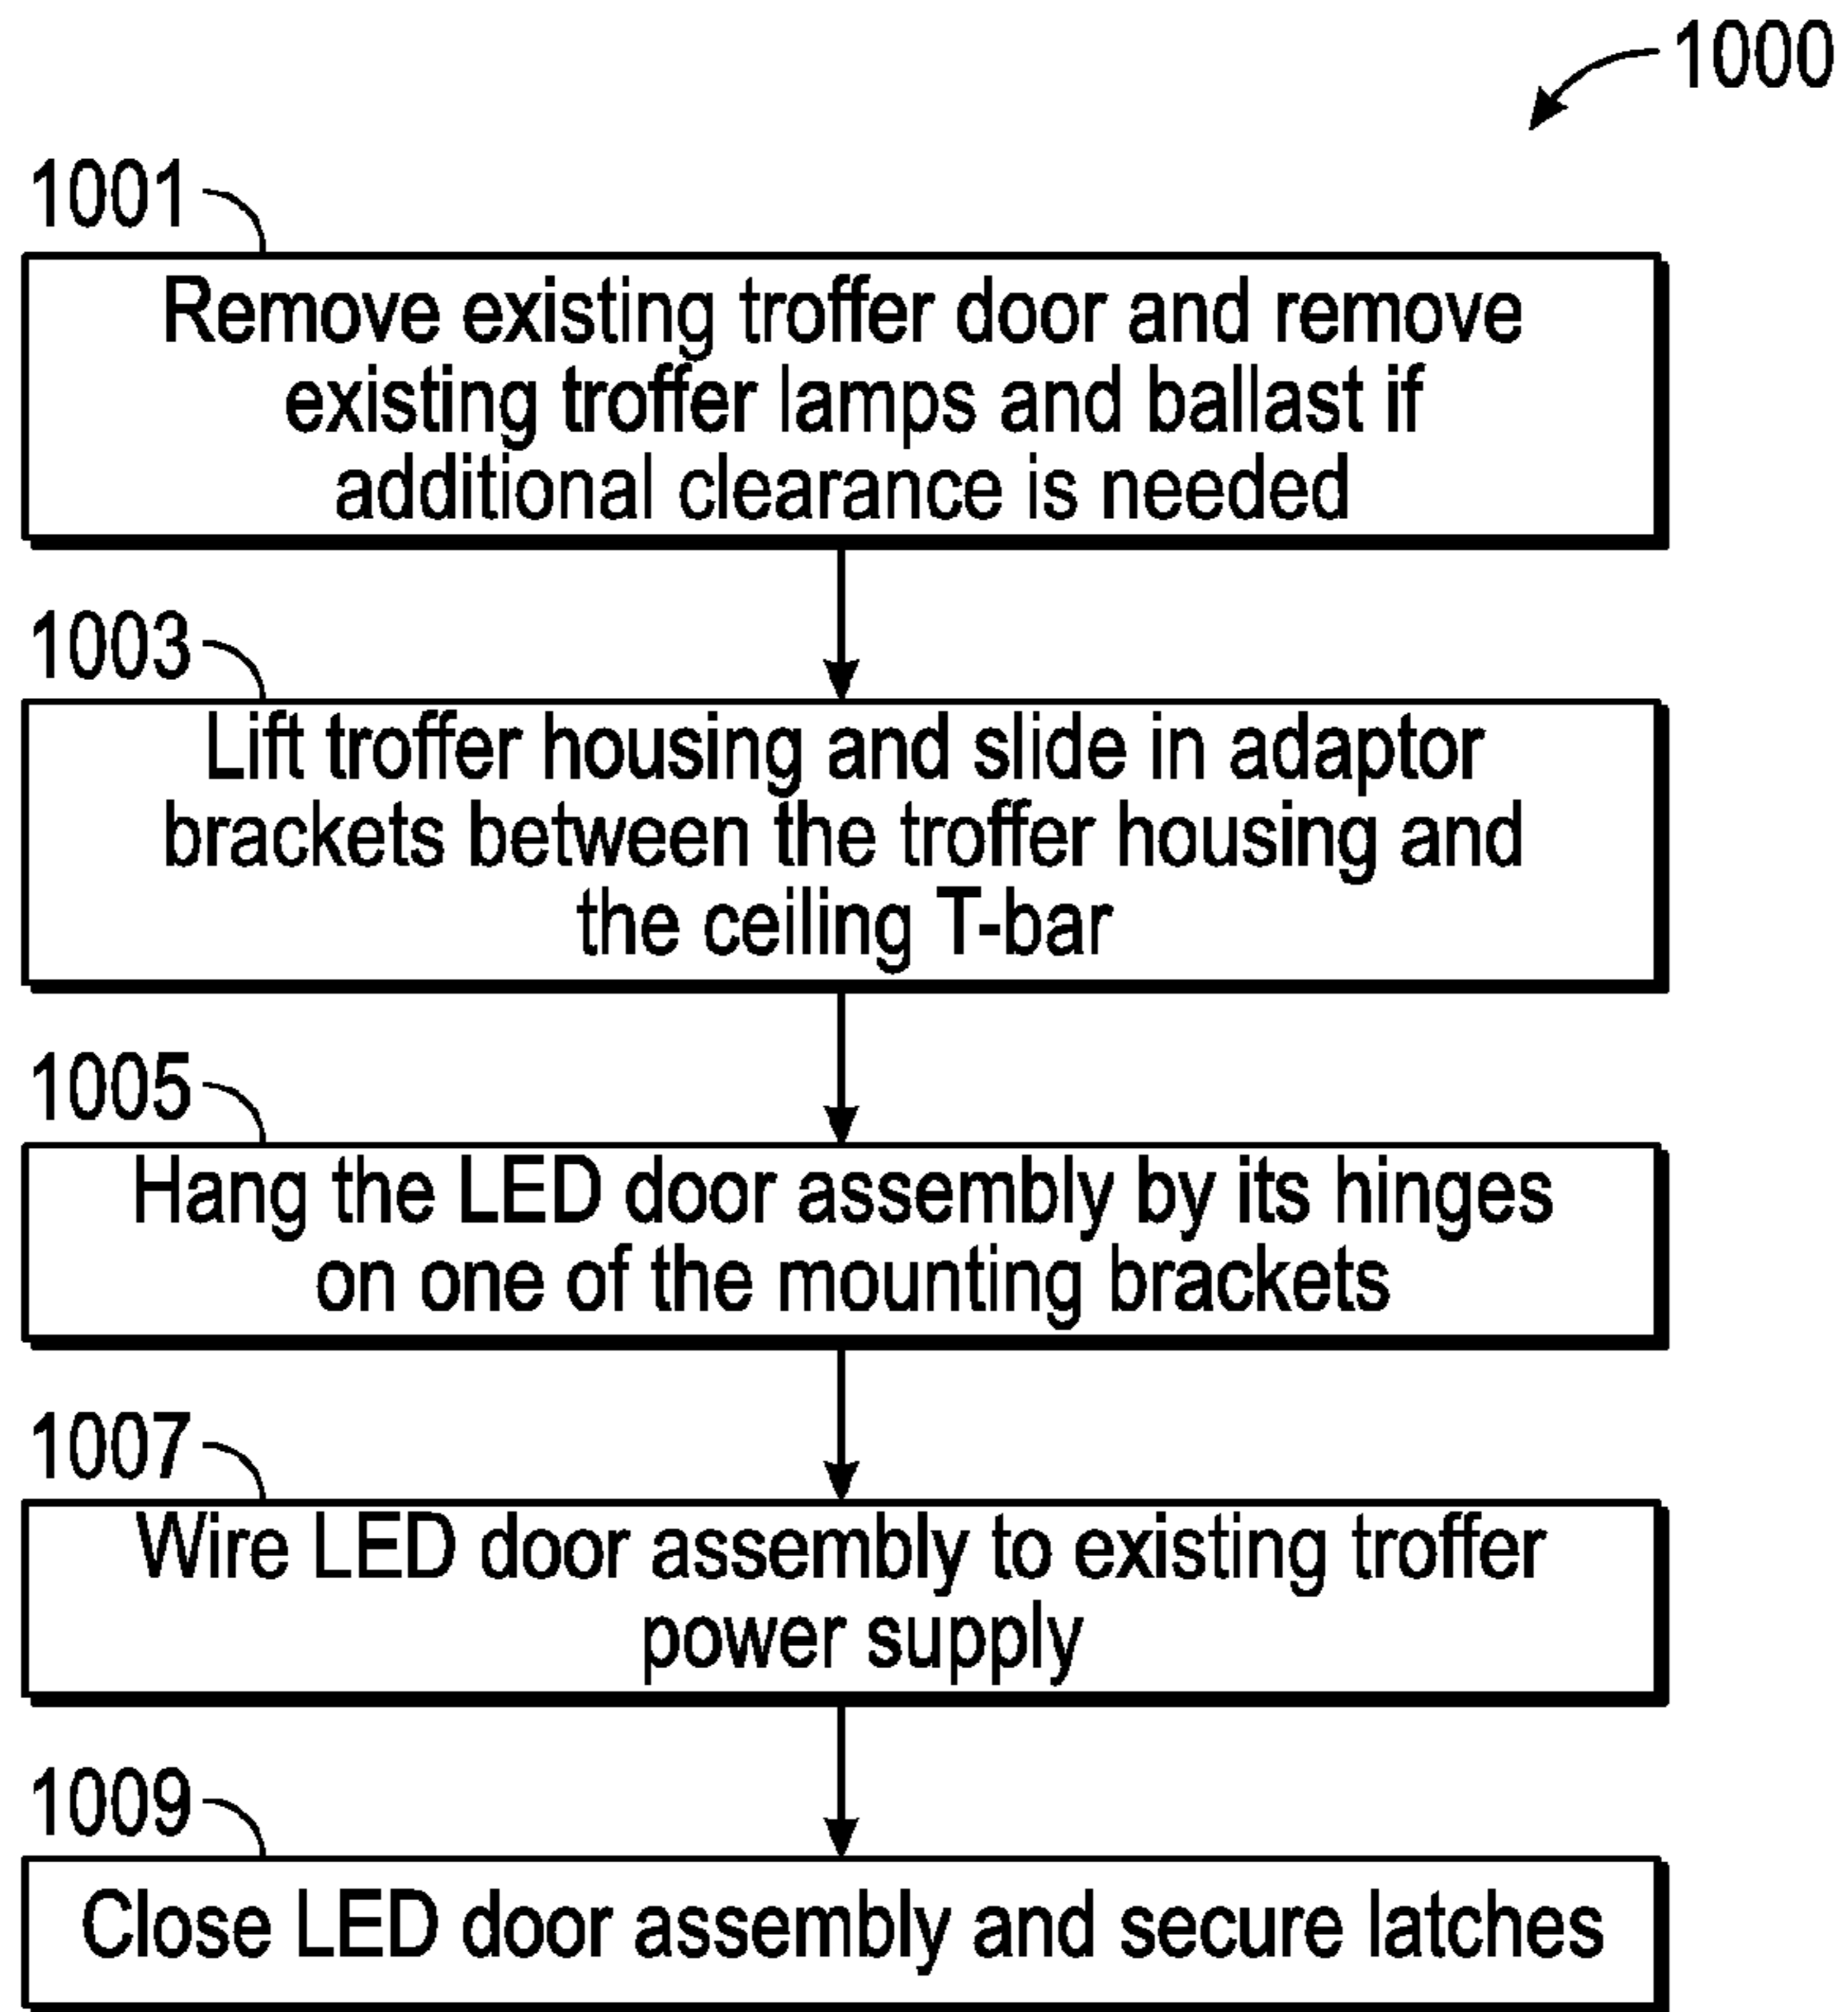 1000
1001
Remove existing troffer door and remove
existing troffer lamps and ballast if
additional clearance is needed
1003
Lift troffer housing and slide in adaptor
brackets between the troffer housing and
the ceiling T-bar
1005
Hang the LED door assembly by its hinges
on one of the mounting brackets
1007
Wire LED door assembly to existing troffer
power supply
1009
Close LED door assembly and secure latches